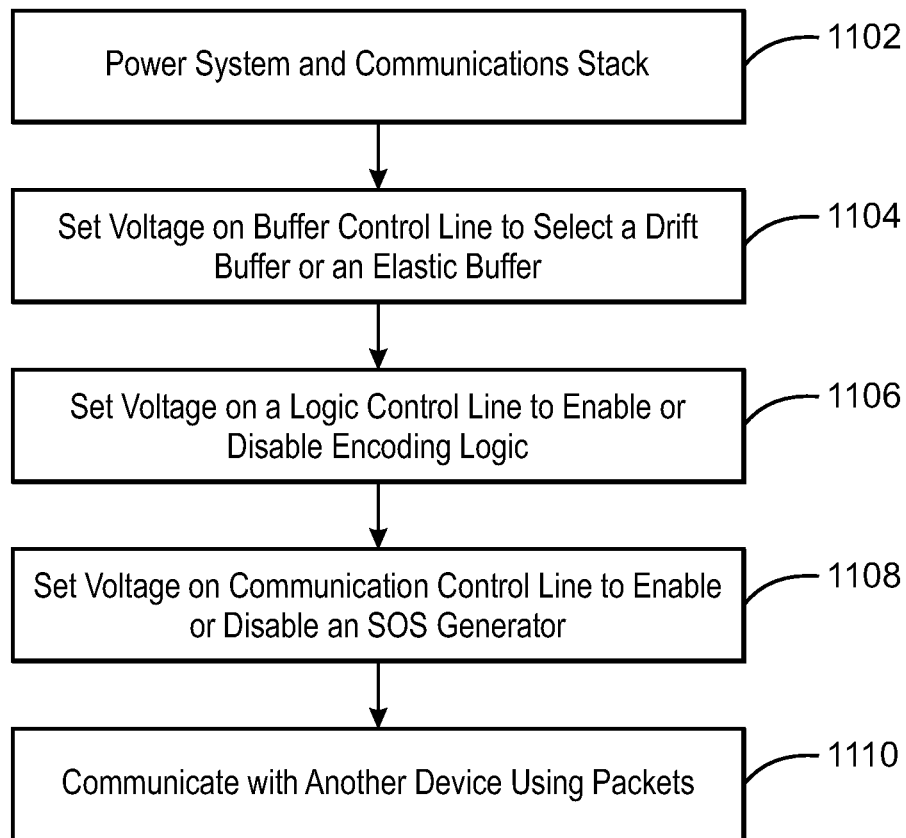 Power System and Communications Stack
1102
Set Voltage on Buffer Control Line to Select a Drift
Buffer or an Elastic Buffer
1104
Set Voltage on a Logic Control Line to Enable or
Disable Encoding Logic
1106
Set Voltage on Communication Control Line to Enable
or Disable an SOS Generator
1108
Communicate with Another Device Using Packets
1110